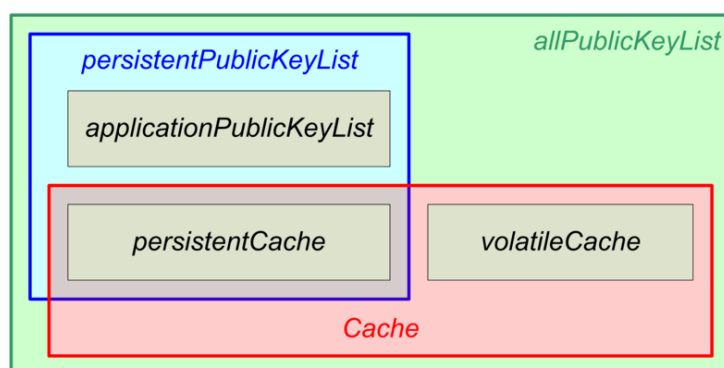 allPublicKeyList
persistentPublicKeyList
applicationPublicKeyList
persistentCache
volatileCache
Cache